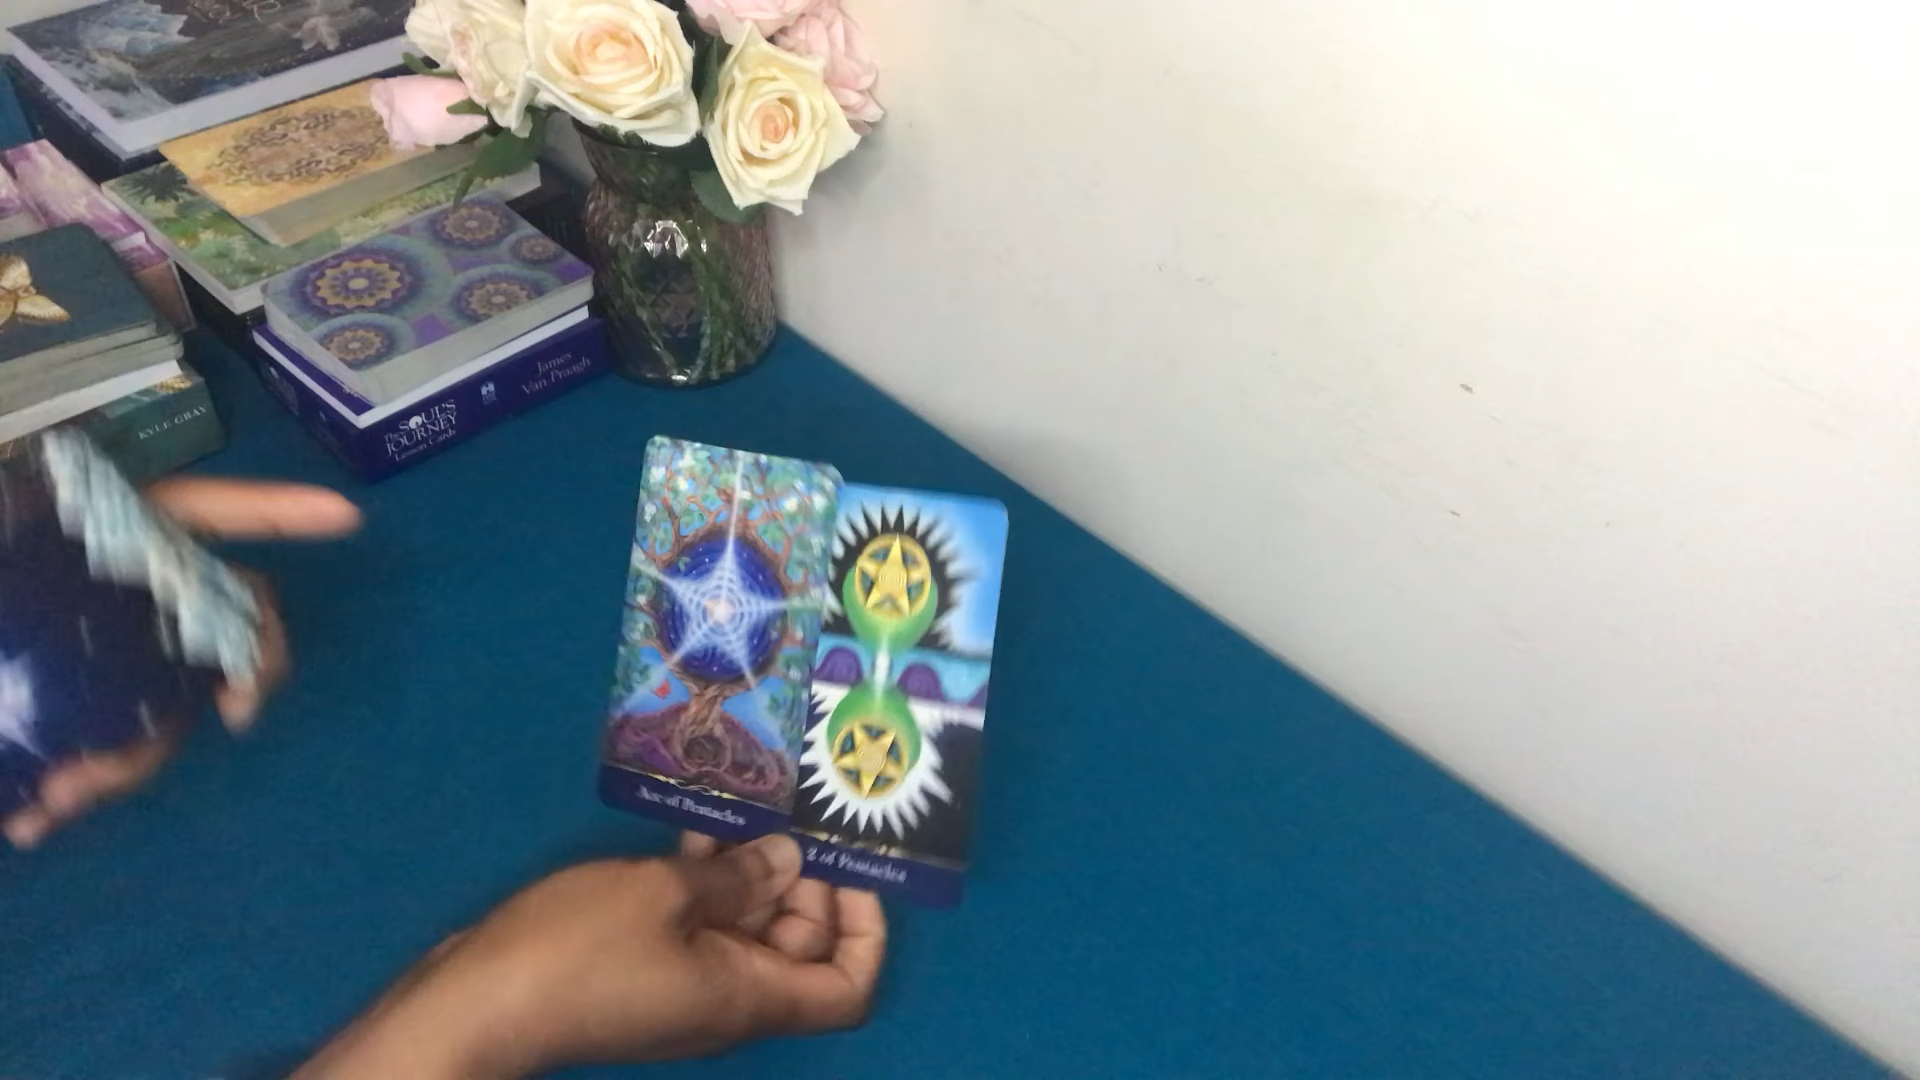 KYLE GRAY
The SOUL'S
JOURNEY
Lesson Cards
James
Van Praagh
Ace of Pentacles
2 of Pentacles